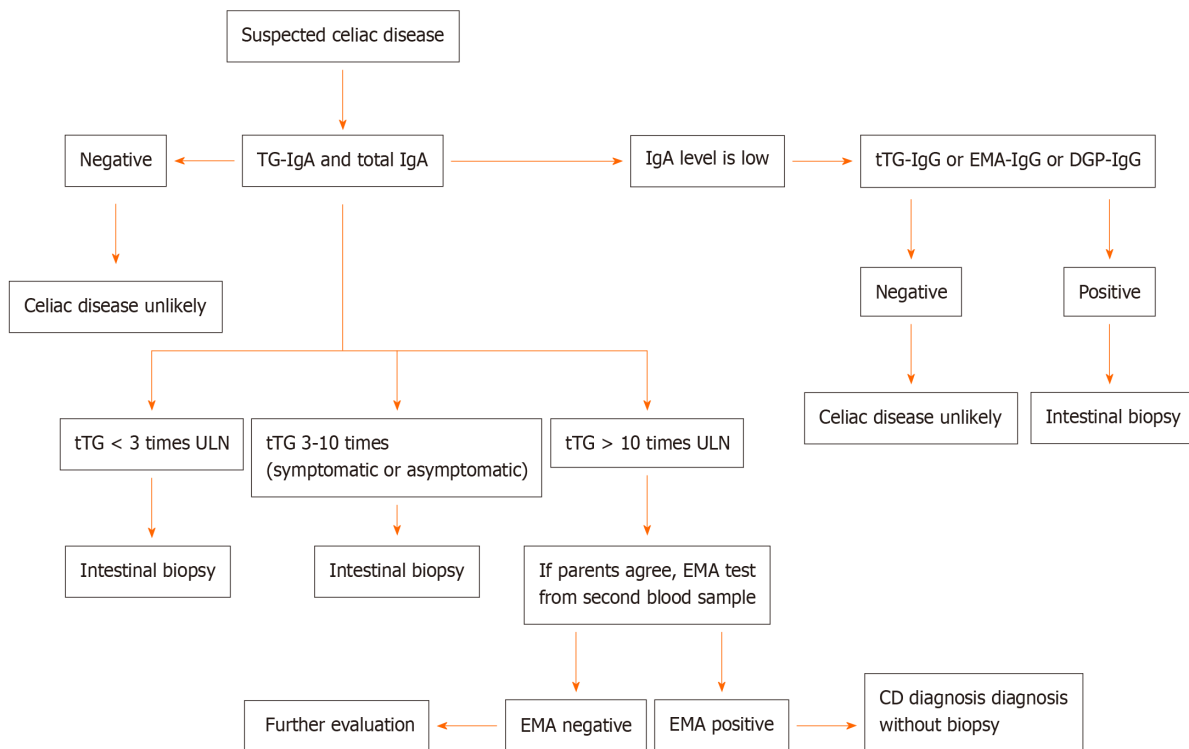 Suspected celiac disease
Negative
TG-IgA and total IgA
IgA level is low
tTG-IgG or EMA-IgG or DGP-IgG
Celiac disease unlikely
Negative
Positive
Celiac disease unlikely
Intestinal biopsy
tTG < 3 times ULN
tTG 3-10 times
(symptomatic or asymptomatic)
tTG > 10 times ULN
Intestinal biopsy
Intestinal biopsy
If parents agree, EMA test
from second blood sample
Further evaluation
EMA negative
EMA positive
CD diagnosis diagnosis
without biopsy